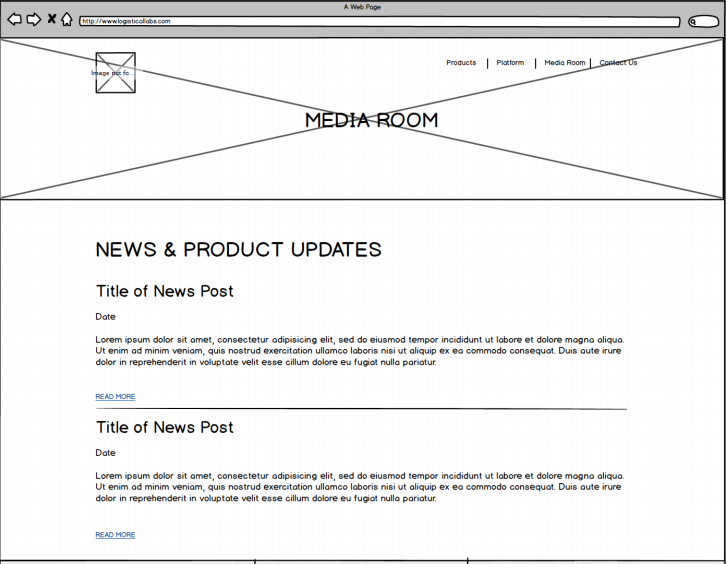 A Web Page
http://www.logisticallabs.com
Products | Platform | Media Room | Contact Us
Image not fo...
MEDIA ROOM
NEWS & PRODUCT UPDATES
Title of News Post
Date
Lorem ipsum dolor sit amet, consectetur adipisicing elit, sed do eiusmod tempor incididunt ut labore et dolore magna aliqua.
Ut enim ad minim veniam, quis nostrud exercitation ullamco laboris nisi ut aliquip ex ea commodo consequat. Duis aute irure
dolor in reprehenderit in voluptate velit esse cillum dolore eu fugiat nulla pariatur.
READ MORE
Title of News Post
Date
Lorem ipsum dolor sit amet, consectetur adipisicing elit, sed do eiusmod tempor incididunt ut labore et dolore magna aliqua.
Ut enim ad minim veniam, quis nostrud exercitation ullamco laboris nisi ut aliquip ex ea commodo consequat. Duis aute irure
dolor in reprehenderit in voluptate velit esse cillum dolore eu fugiat nulla pariatur.
READ MORE